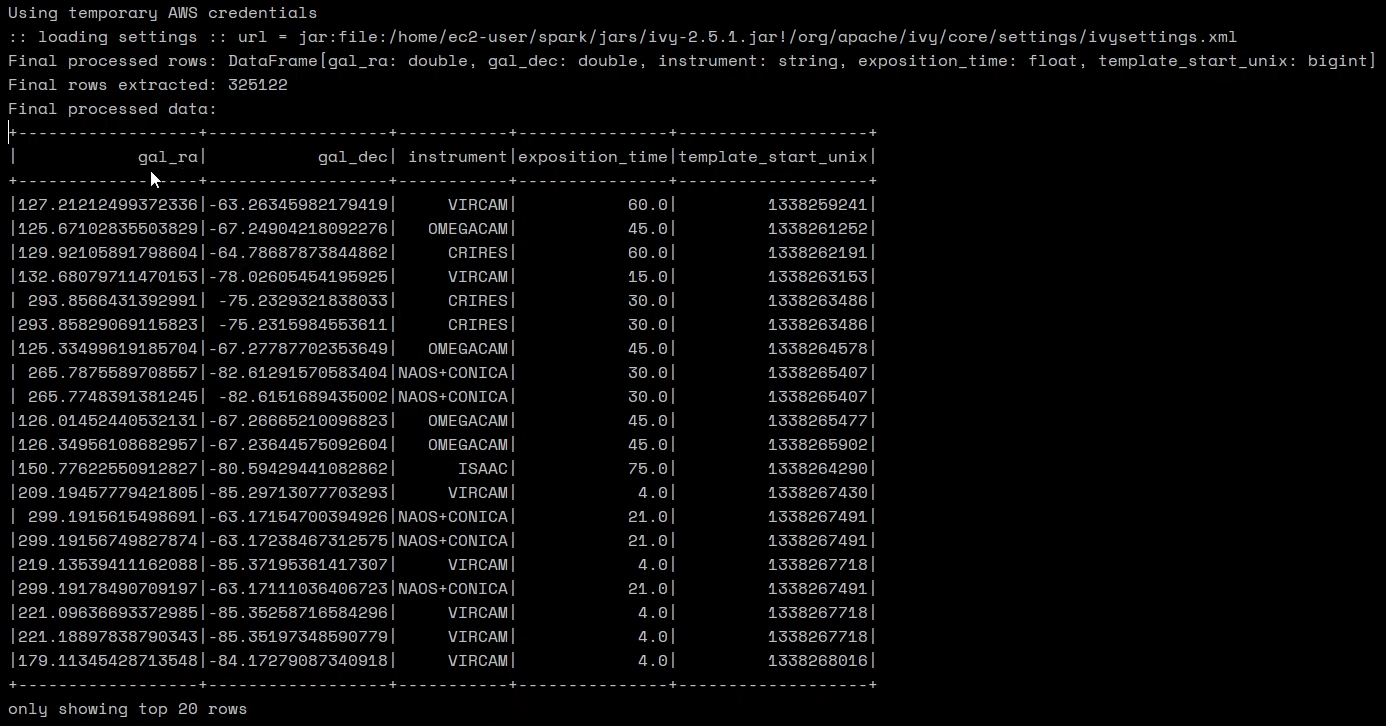 Using temporary AWS credentials
:: loading settings :: url = jar:file:/home/ec2-user/spark/jars/ivy-2.5.1.jar!/org/apache/ivy/core/settings/ivysettings.xml
Final processed rows: DataFrame[gal_ra: double, gal_dec: double, instrument: string, exposition_time: float, template_start_unix: bigint]
Final rows extracted: 325122
Final processed data:
+------------------+------------------+-----------+---------------+-------------------+
|            gal_ra|           gal_dec| instrument|exposition_time|template_start_unix|
+------------------+------------------+-----------+---------------+-------------------+
|127.21212499372336|-63.26345982179419|     VIRCAM|           60.0|         1338259241|
|125.67102835503829|-67.24904218092276|   OMEGACAM|           45.0|         1338261252|
|129.92105891798604|-64.78687873844862|     CRIRES|           60.0|         1338262191|
|132.68079711470153|-78.02605454195925|     VIRCAM|           15.0|         1338263153|
| 293.8566431392991| -75.2329321838033|     CRIRES|           30.0|         1338263486|
|293.85829069115823| -75.2315984553611|     CRIRES|           30.0|         1338263486|
|125.33499619185704|-67.27787702353649|   OMEGACAM|           45.0|         1338264578|
| 265.7875589708557|-82.61291570583404|NAOS+CONICA|           30.0|         1338265407|
| 265.7748391381245| -82.6151689435002|NAOS+CONICA|           30.0|         1338265407|
|126.01452440532131|-67.26665210096823|   OMEGACAM|           45.0|         1338265477|
|126.34956108682957|-67.23644575092604|   OMEGACAM|           45.0|         1338265902|
|150.77622550912827|-80.59429441082862|      ISAAC|           75.0|         1338264290|
|209.19457779421805|-85.29713077703293|     VIRCAM|            4.0|         1338267430|
| 299.1915615498691|-63.17154700394926|NAOS+CONICA|           21.0|         1338267491|
|299.19156749827874|-63.17238467312575|NAOS+CONICA|           21.0|         1338267491|
|219.13539411162088|-85.37195361417307|     VIRCAM|            4.0|         1338267718|
|299.19178490709197|-63.17111036406723|NAOS+CONICA|           21.0|         1338267491|
|221.09636693372985|-85.35258716584296|     VIRCAM|            4.0|         1338267718|
|221.18897838790343|-85.35197348590779|     VIRCAM|            4.0|         1338267718|
|179.11345428713548|-84.17279087340918|     VIRCAM|            4.0|         1338268016|
+------------------+------------------+-----------+---------------+-------------------+
only showing top 20 rows